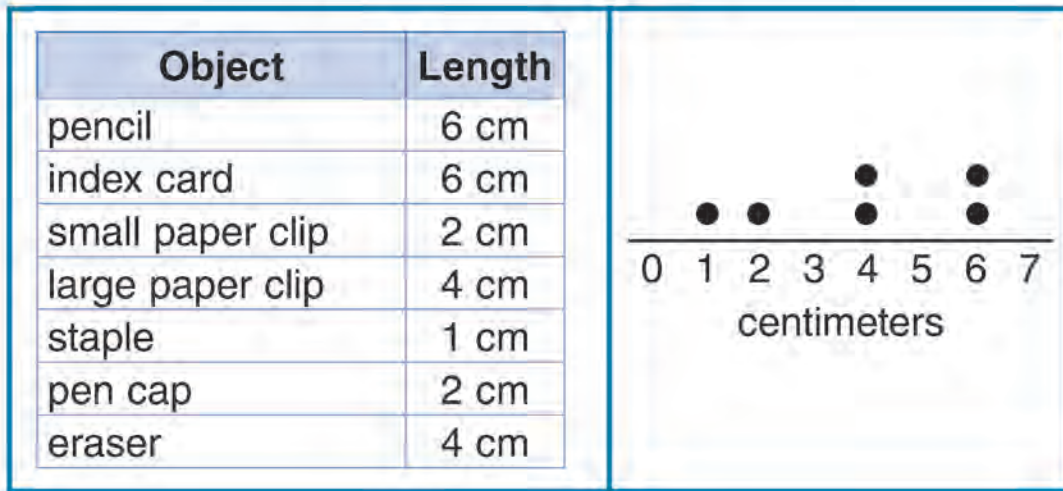 Object Length
pencil 6 cm
index card 6 cm
small paper clip 2 cm
large paper clip 4 cm
staple 1 cm
pen cap 2 cm
eraser 4 cm
0 1 2 3 4 5 6 7
centimeters